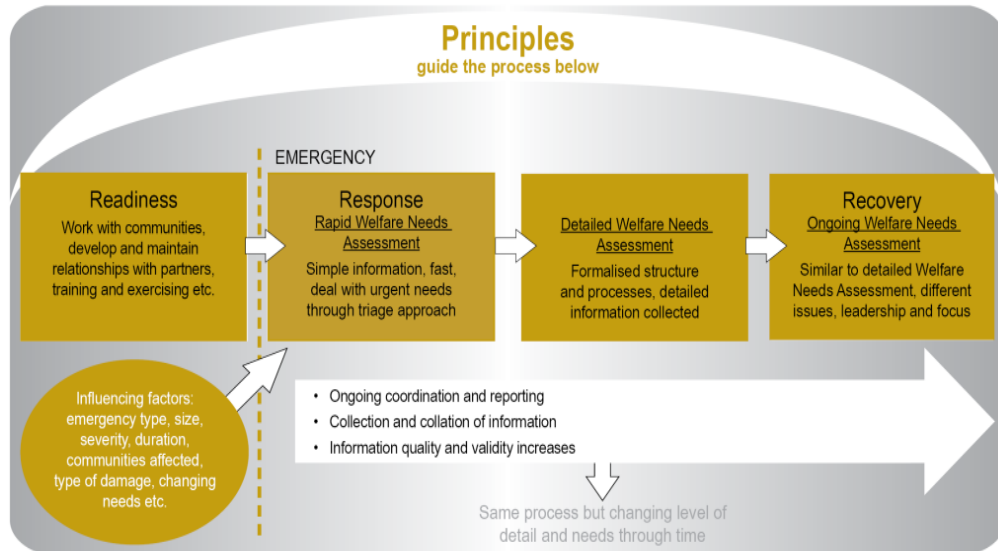 Principles
guide the process below
EMERGENCY
Readiness
Work with communities,
develop and maintain
relationships with partners,
training and exercising etc.
Response
Rapid Welfare Needs
Assessment
Simple information, fast,
deal with urgent needs
through triage approach
Detailed Welfare Needs
Assessment
Formalised structure
and processes, detailed
information collected
Recovery
Ongoing Welfare Needs
Assessment
Similar to detailed Welfare
Needs Assessment, different
issues, leadership and focus
Influencing factors:
emergency type, size,
severity, duration,
communities affected,
type of damage, changing
needs etc.
• Ongoing coordination and reporting
• Collection and collation of information
• Information quality and validity increases
Same process but changing level of
detail and needs through time